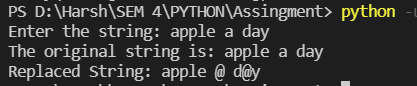 PS D:\Harsh\SEM 4\PYTHON\Assingment> python -u
Enter the string: apple a day
The original string is: apple a day
Replaced String: apple @ d@y